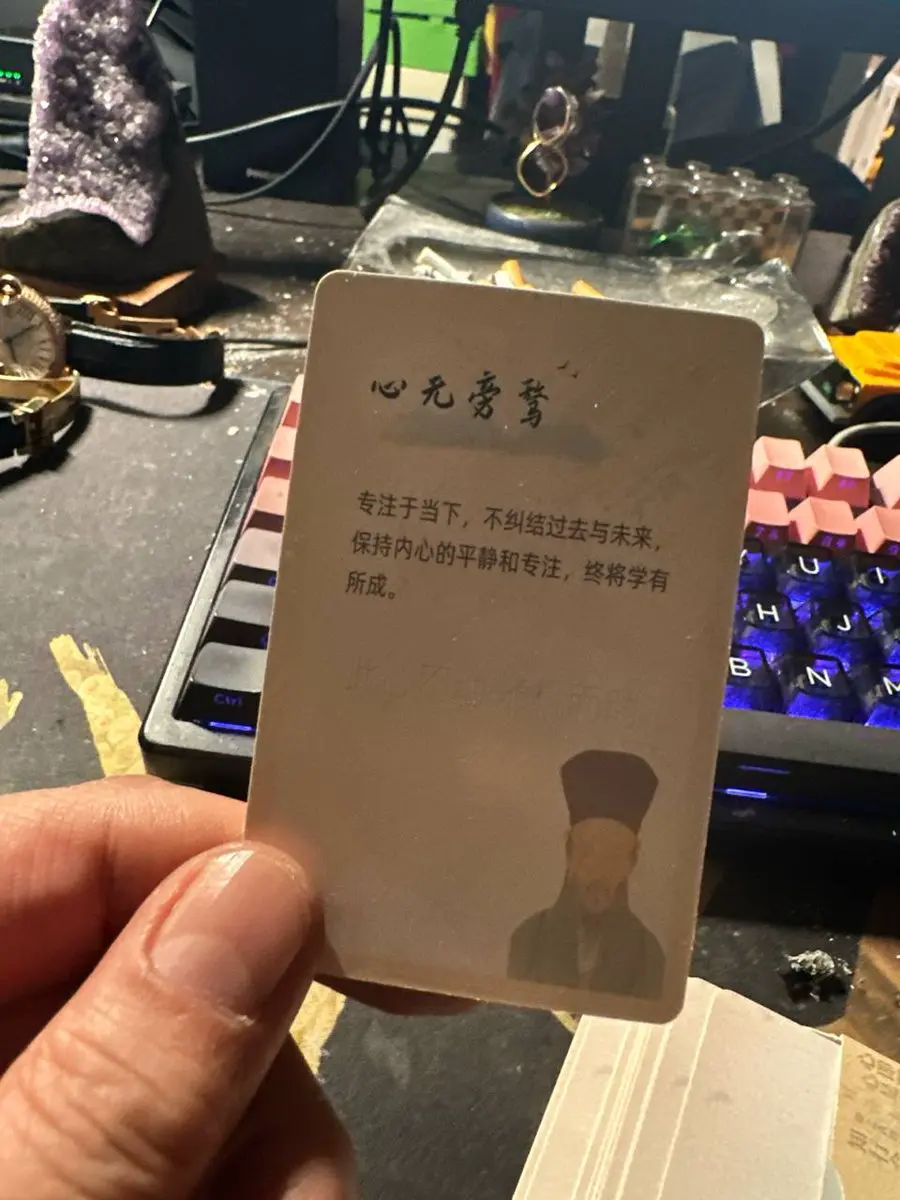 心无旁骛
专注于当下，不纠结过去与未来，
保持内心的平静和专注，终将学有
所成。
Ctrl
U
I
H
J
B
N
M